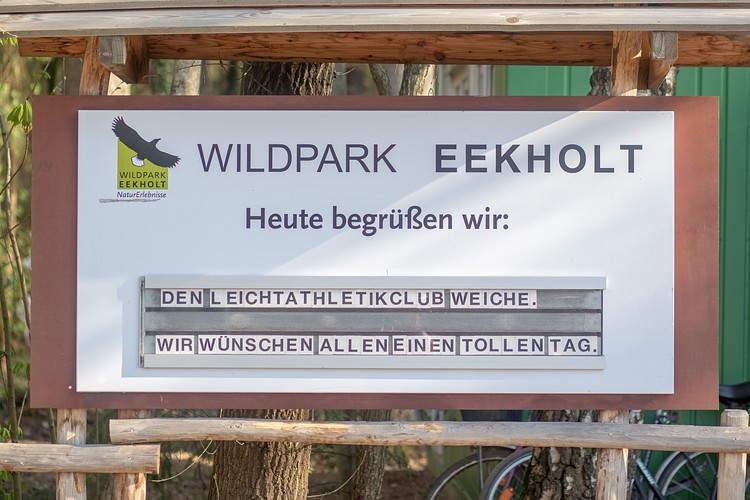 WILDPARK
EEKHOLT
NaturErlebnisse
WILDPARK EEKHOLT
Heute begrüßen wir:
DEN LEICHTATHLETIKCLUB WEICHE.
WIR WÜNSCHEN ALLEN EINEN TOLLEN TAG.